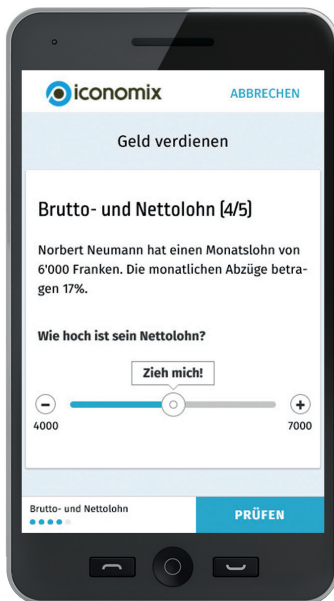 iconomix
ABBRECHEN
Geld verdienen
Brutto- und Nettolohn (4/5)
Norbert Neumann hat einen Monatslohn von
6'000 Franken. Die monatlichen Abzüge betra-
gen 17%.
Wie hoch ist sein Nettolohn?
Zieh mich!
4000
7000
Brutto- und Nettolohn
PRÜFEN